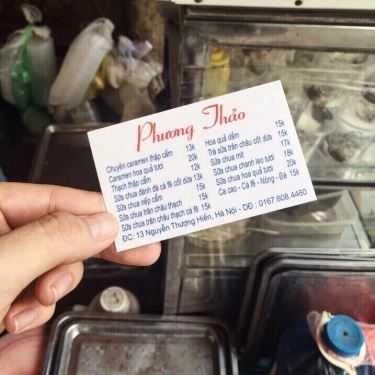 Phương Thảo
Chuyên caramen thập cẩm 13k
Caramen hoa quả tươi 20k
Thạch thập cẩm 13k
Sữa chua đánh đá cà fê cốt dừa 13k
Sữa chua nếp cẩm 15k
Sữa chua trân châu thạch 15k
Sữa chua trân châu thạch cà fê 15k
Hoa quả dầm 15k
Trà sữa trân châu cốt dừa 15k
Sữa chua mít 17k
Sữa chua chanh leo tươi 18k
Sữa chua hoa quả tươi 20k
Ca cao - Cà fê - Nóng - Đá 15k
ĐC: 13 Nguyễn Thượng Hiền, Hà Nội - DĐ : 0167.808.4460